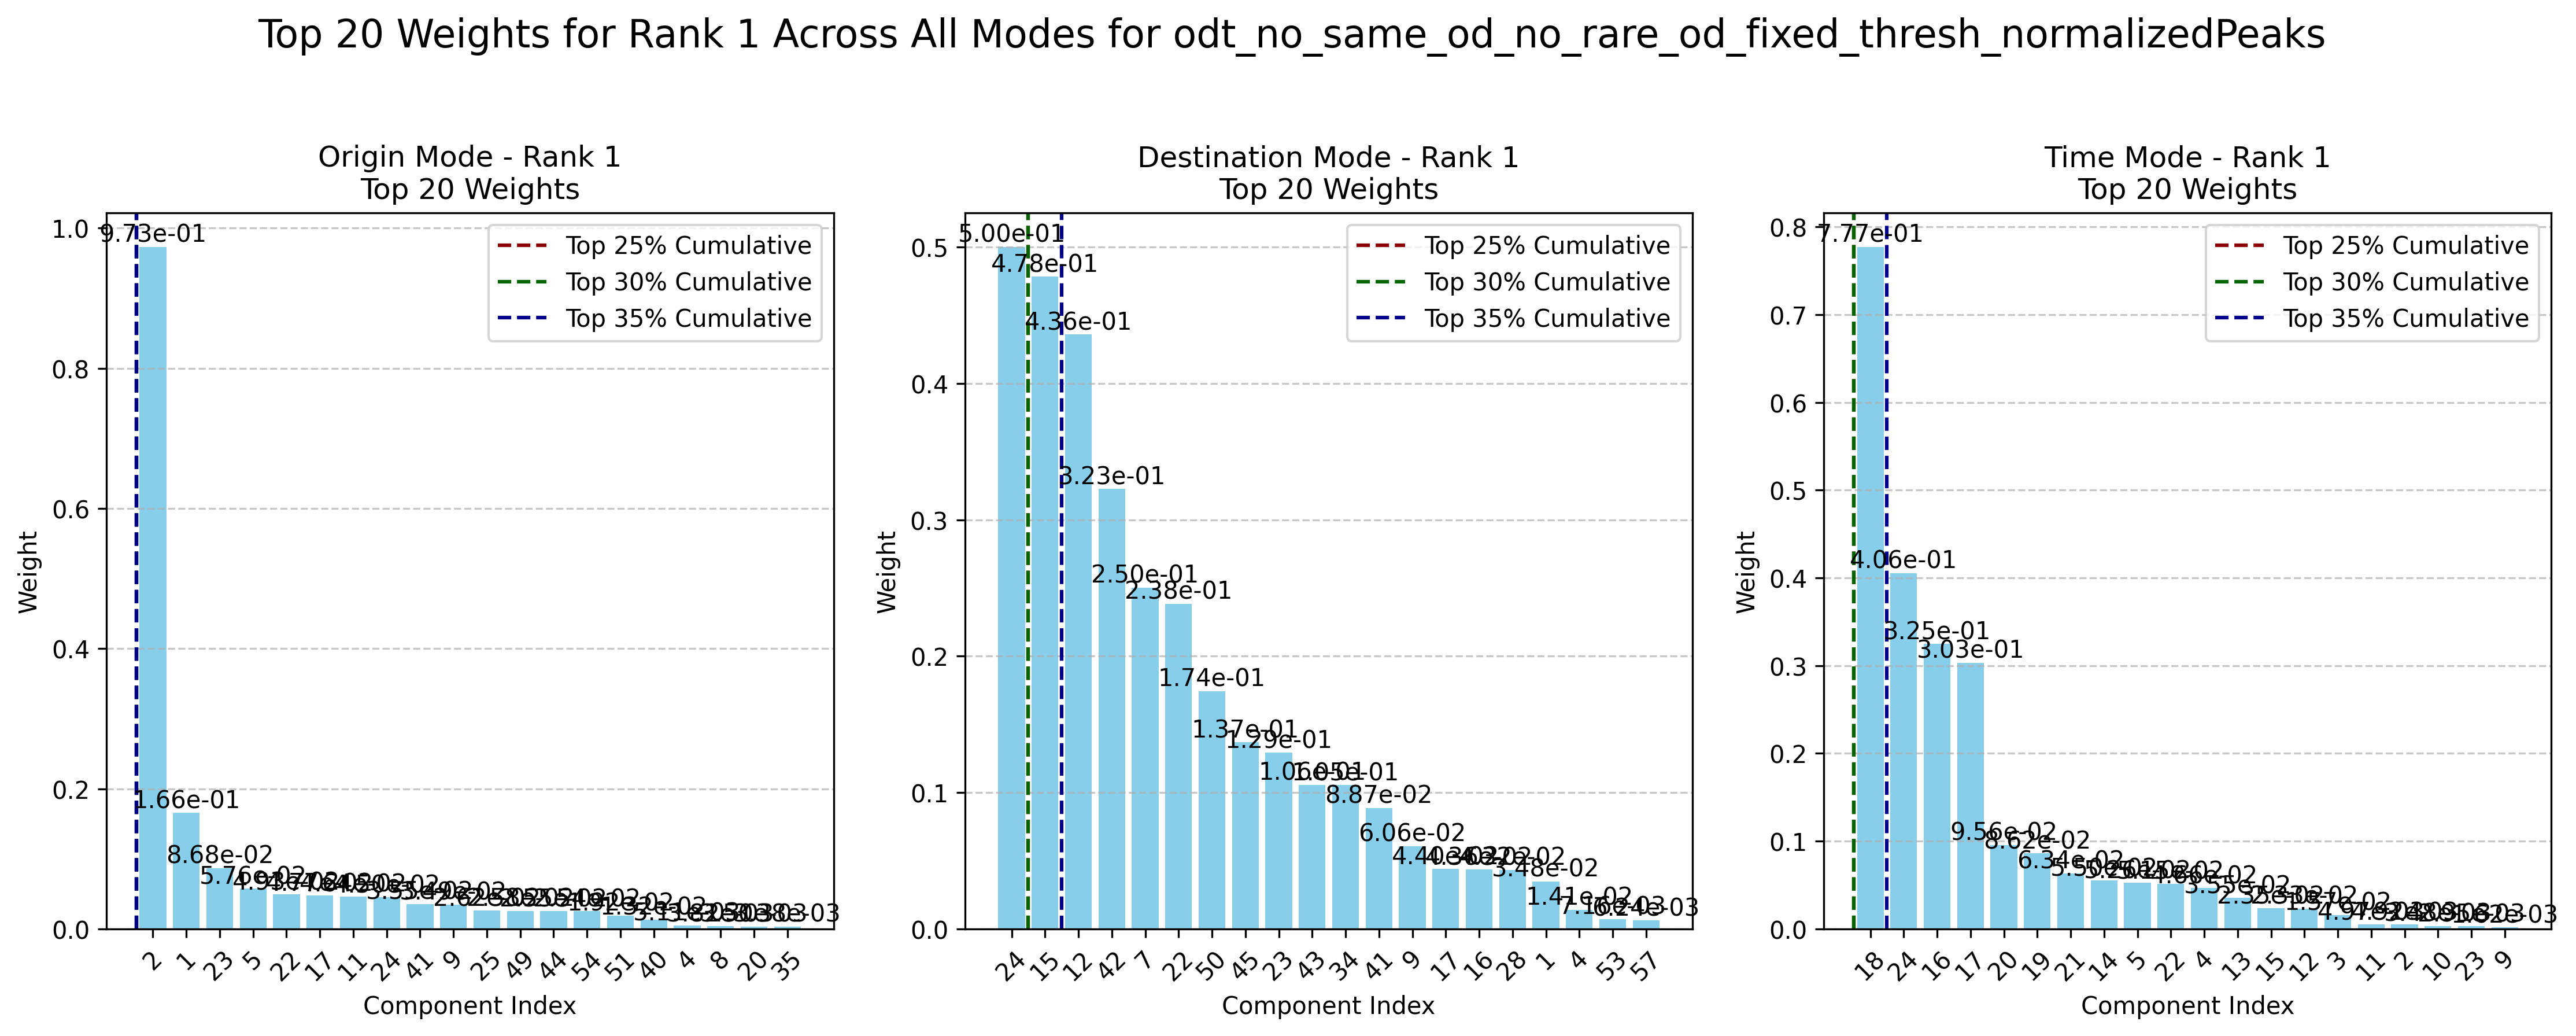 Top 20 Weights for Rank 1 Across All Modes for odt_no_same_od_no_rare_od_fixed_thresh_normalizedPeaks
Origin Mode - Rank 1
Top 20 Weights
Weight
1.0
0.8
0.6
0.4
0.2
0.0
9.73e-01
1.66e-01
8.68e-02
5.76e-02
Top 25% Cumulative
Top 30% Cumulative
Top 35% Cumulative
2 1 23 5 22 17 11 24 41 9 25 49 44 54 51 40 4 8 20 35
Component Index
Destination Mode - Rank 1
Top 20 Weights
Weight
0.5
0.4
0.3
0.2
0.1
0.0
5.00e-01
4.78e-01
4.36e-01
3.23e-01
2.50e-01
2.38e-01
1.74e-01
1.37e-01
1.29e-01
1.06e-01
1.05e-01
8.87e-02
6.06e-02
3.48e-02
1.41e-02
Top 25% Cumulative
Top 30% Cumulative
Top 35% Cumulative
24 15 12 42 7 22 50 45 23 43 34 41 9 17 16 28 1 4 53 57
Component Index
Time Mode - Rank 1
Top 20 Weights
Weight
0.8
0.7
0.6
0.5
0.4
0.3
0.2
0.1
0.0
7.77e-01
4.06e-01
3.25e-01
3.03e-01
9.56e-02
8.62e-02
6.34e-02
Top 25% Cumulative
Top 30% Cumulative
Top 35% Cumulative
18 24 16 17 20 19 21 14 5 22 4 13 15 12 3 11 2 10 23 9
Component Index